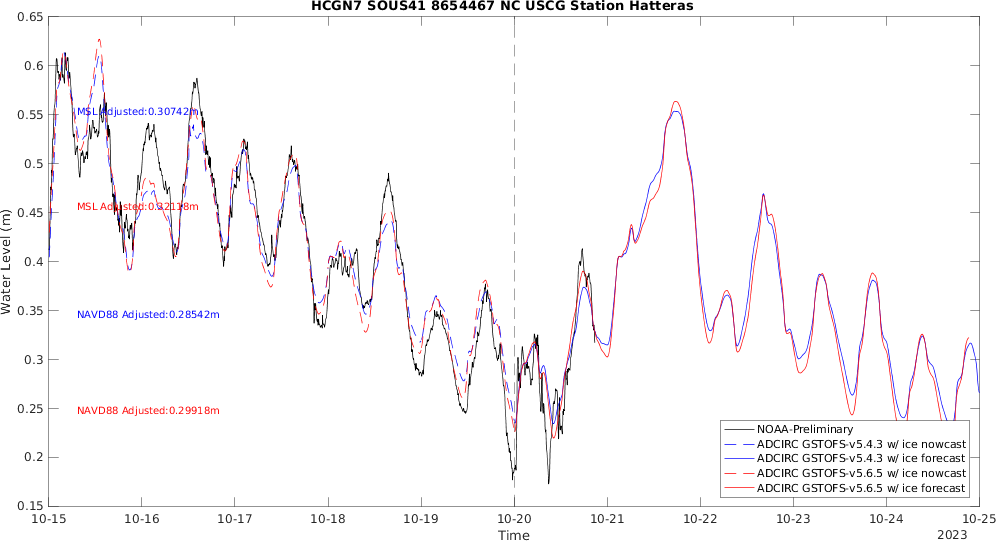 HCGN7 SOUS41 8654467 NC USCG Station Hatteras
0.65
0.6
0.55
0.5
0.45
0.4
0.35
0.3
0.25
0.2
0.15
Water Level (m)
MSL Adjusted:0.30742m
MSL Adjusted:0.32118m
NAVD88 Adjusted:0.28542m
NAVD88 Adjusted:0.29918m
NOAA-Preliminary
ADCIRC GSTOFS-v5.4.3 w/ ice nowcast
ADCIRC GSTOFS-v5.4.3 w/ ice forecast
ADCIRC GSTOFS-v5.6.5 w/ ice nowcast
ADCIRC GSTOFS-v5.6.5 w/ ice forecast
10-15 10-16 10-17 10-18 10-19 10-20 10-21 10-22 10-23 10-24 10-25
Time
2023